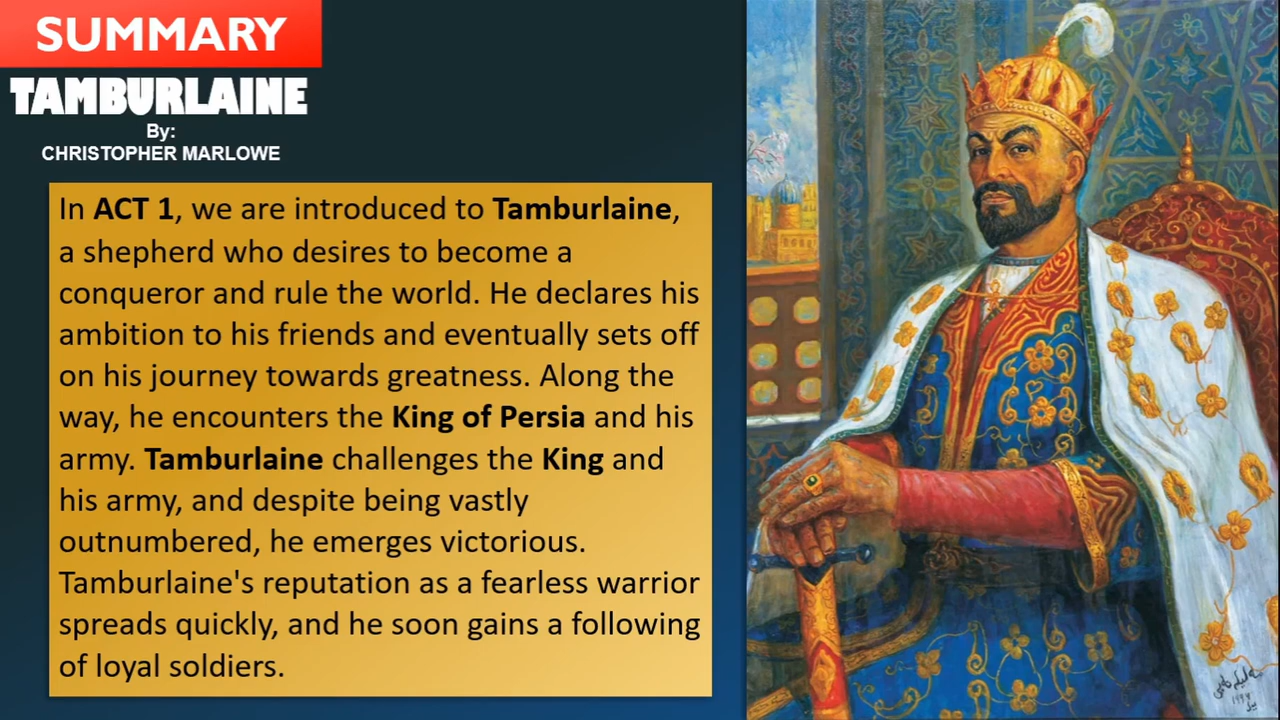 SUMMARY
TAMBURLAINE
By:
CHRISTOPHER MARLOWE
In ACT 1, we are introduced to Tamburlaine,
a shepherd who desires to become a
conqueror and rule the world. He declares his
ambition to his friends and eventually sets off
on his journey towards greatness. Along the
way, he encounters the King of Persia and his
army. Tamburlaine challenges the King and
his army, and despite being vastly
outnumbered, he emerges victorious.
Tamburlaine's reputation as a fearless warrior
spreads quickly, and he soon gains a following
of loyal soldiers.